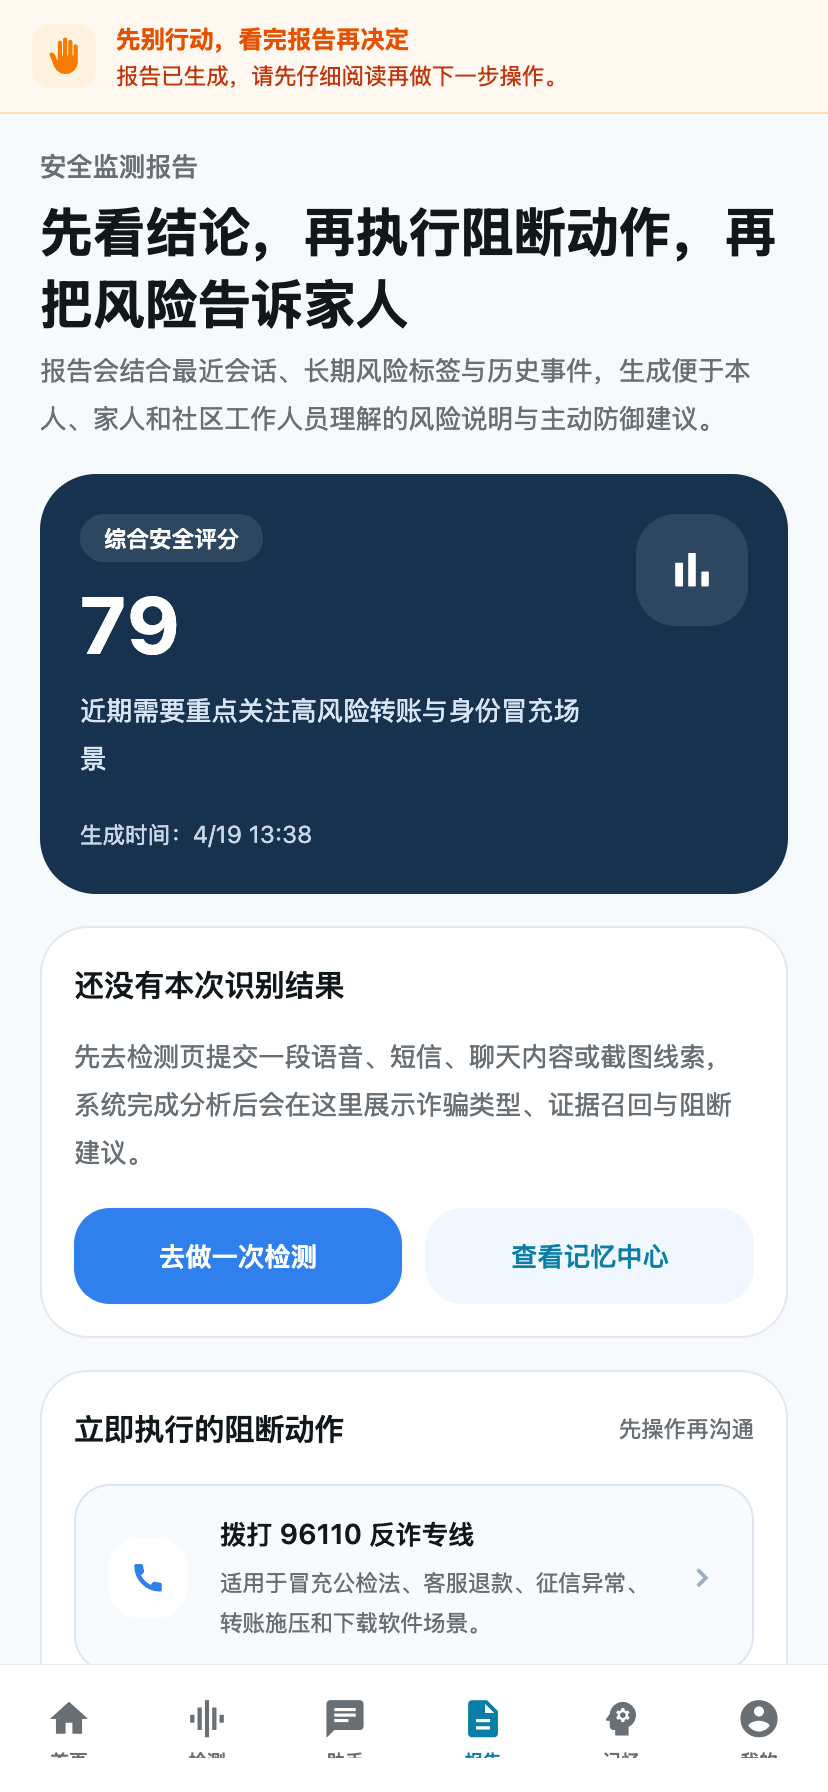 先别行动，看完报告再决定
报告已生成，请先仔细阅读再做下一步操作。
安全监测报告
先看结论，再执行阻断动作，再
把风险告诉家人
报告会结合最近会话、长期风险标签与历史事件，生成便于本
人、家人和社区工作人员理解的风险说明与主动防御建议。
综合安全评分
79
近期需要重点关注高风险转账与身份冒充场
景
生成时间：4/19 13:38
还没有本次识别结果
先去检测页提交一段语音、短信、聊天内容或截图线索，
系统完成分析后会在这里展示诈骗类型、证据召回与阻断
建议。
去做一次检测
查看记忆中心
立即执行的阻断动作
先操作再沟通
拨打 96110 反诈专线
适用于冒充公检法、客服退款、征信异常、
转账施压和下载软件场景。
首页
检测
助手
报告
记忆
我的